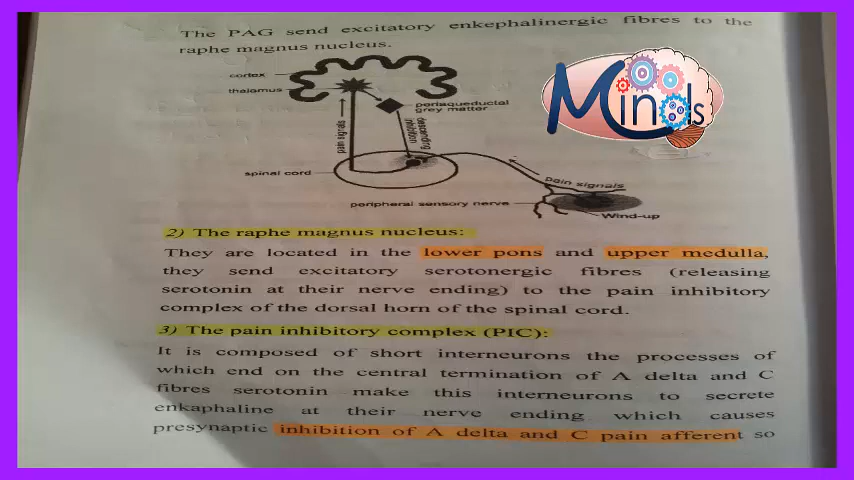 The PAG send excitatory enkephalinergic fibres to the
raphe magnus nucleus.
cortex
thalamus
periaqueductal
grey matter
pain signals
descending
inhibition
Minds
spinal cord
pain signals
peripheral sensory nerve
Wind-up
2) The raphe magnus nucleus:
They are located in the lower pons and upper medulla,
they send excitatory serotonergic fibres (releasing
serotonin at their nerve ending) to the pain inhibitory
complex of the dorsal horn of the spinal cord.
3) The pain inhibitory complex (PIC):
It is composed of short interneurons the processes of
which end on the central termination of A delta and C
fibres serotonin make this interneurons to secrete
enkaphaline at their nerve ending which causes
presynaptic inhibition of A delta and C pain afferent so